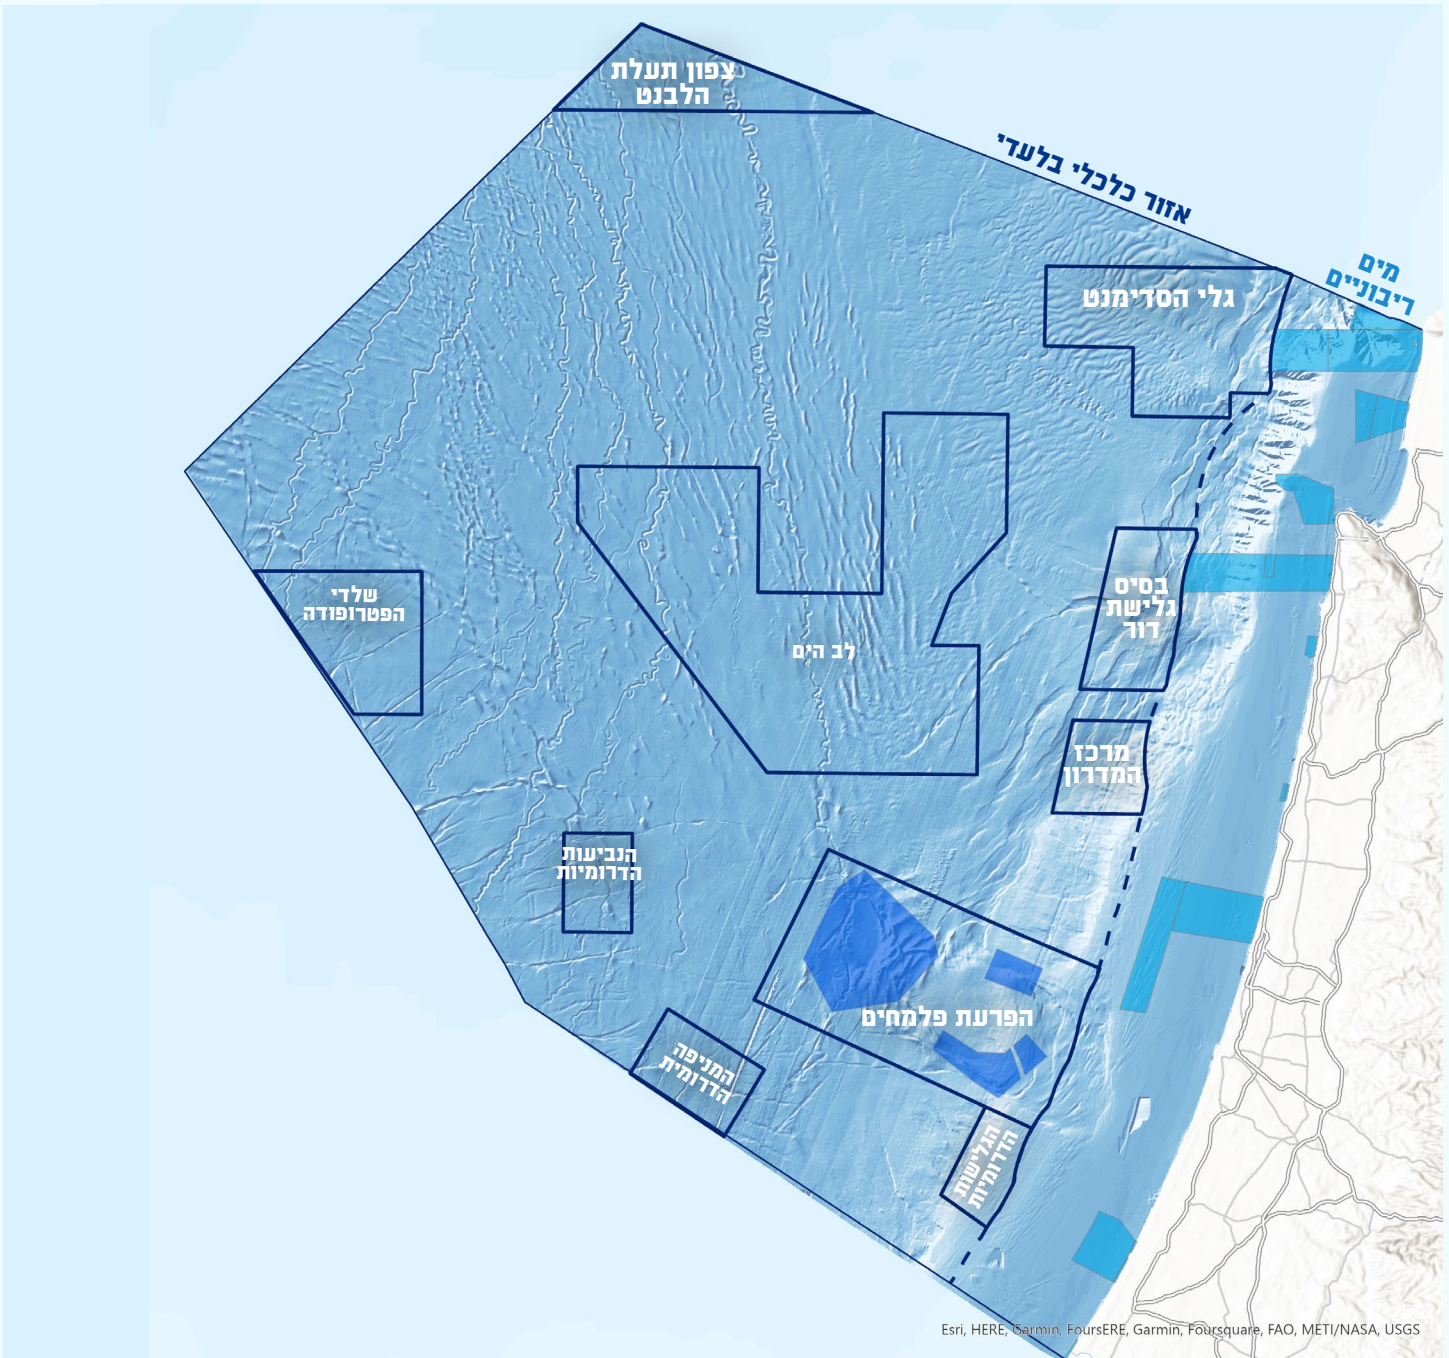 צפון תעלת
הלבנט
אזור כלכלי בלעדי
מים
ריבוניים
גלי הסדימנט
בסיס
גלישת
דור
שלדי
הפטרופודה
לב הים
מרכז
המדרון
הנביעות
הדרומיות
הפרעת פלמחים
המניפה
הדרומית
הגלישות
הדרומיות
Esri, HERE, Garmin, FoursERE, Garmin, Foursquare, FAO, METI/NASA, USGS